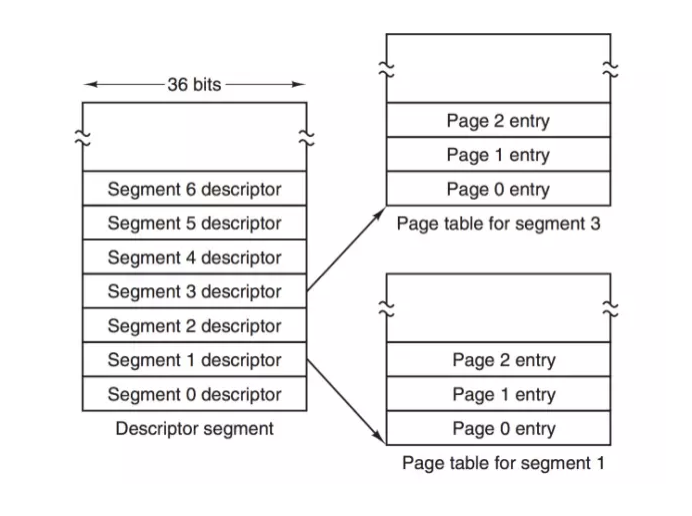 36 bits
Segment 6 descriptor
Segment 5 descriptor
Segment 4 descriptor
Segment 3 descriptor
Segment 2 descriptor
Segment 1 descriptor
Segment 0 descriptor
Descriptor segment
Page 2 entry
Page 1 entry
Page 0 entry
Page table for segment 3
Page 2 entry
Page 1 entry
Page 0 entry
Page table for segment 1